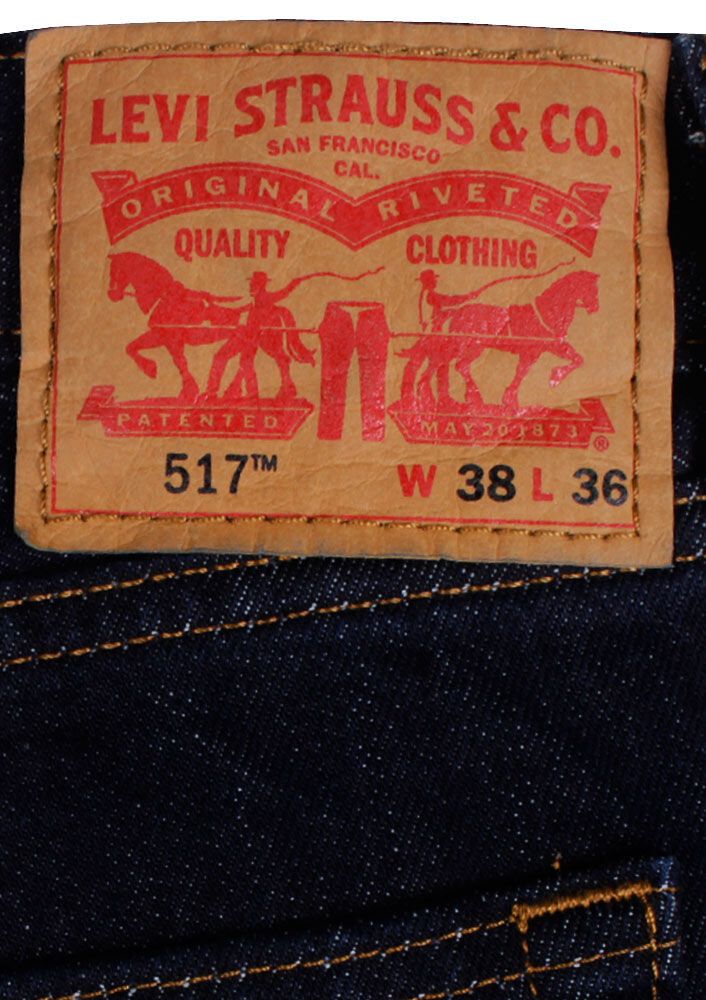 LEVI STRAUSS & CO.
SAN FRANCISCO
CAL.
ORIGINAL RIVETED
QUALITY CLOTHING
PATENTED MAY 20 1873 ®
517™ W 38 L 36